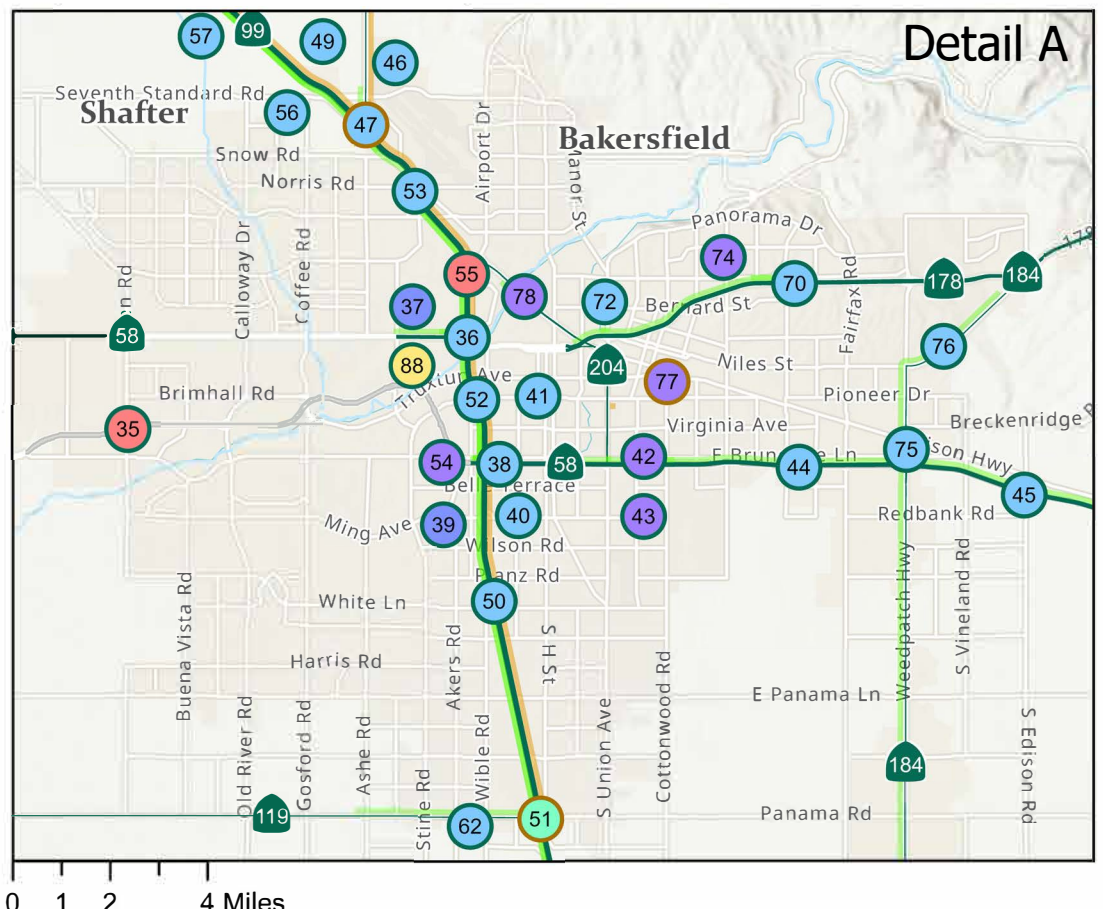 Detail A
57
99
49
46
Seventh Standard Rd
Shafter
56
47
Bakersfield
Airport Dr
Manor St
Snow Rd
Norris Rd
53
Panorama Dr
Calloway Dr
Coffee Rd
Fairfax Rd
74
55
178
184
178
37
78
72
70
Bernard St
58
36
76
204
88
Niles St
Truxtun Ave
77
Brimhall Rd
52
41
Pioneer Dr
35
Virginia Ave
Breckenridge
54
38
58
42
44
75
E Brun
Ln
Hwy
Belle Terrace
45
39
40
43
Redbank Rd
Ming Ave
Wilson Rd
Planz Rd
50
White Ln
Weedpatch Hwy
S Vineland Rd
Buena Vista Rd
Akers Rd
S H St
Harris Rd
Cottonwood Rd
E Panama Ln
Old River Rd
Gosford Rd
Ashe Rd
Stine Rd
Wible Rd
S Union Ave
S Edison Rd
184
119
62
51
Panama Rd
0 1 2 4 Miles